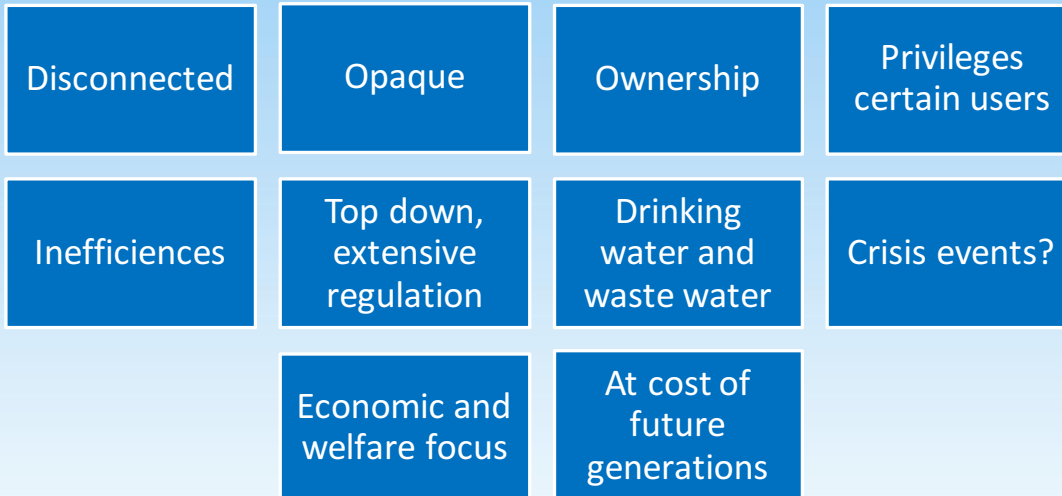 Disconnected
Opaque
Ownership
Privileges
certain users
Inefficiences
Top down,
extensive
regulation
Drinking
water and
waste water
Crisis events?
Economic and
welfare focus
At cost of
future
generations